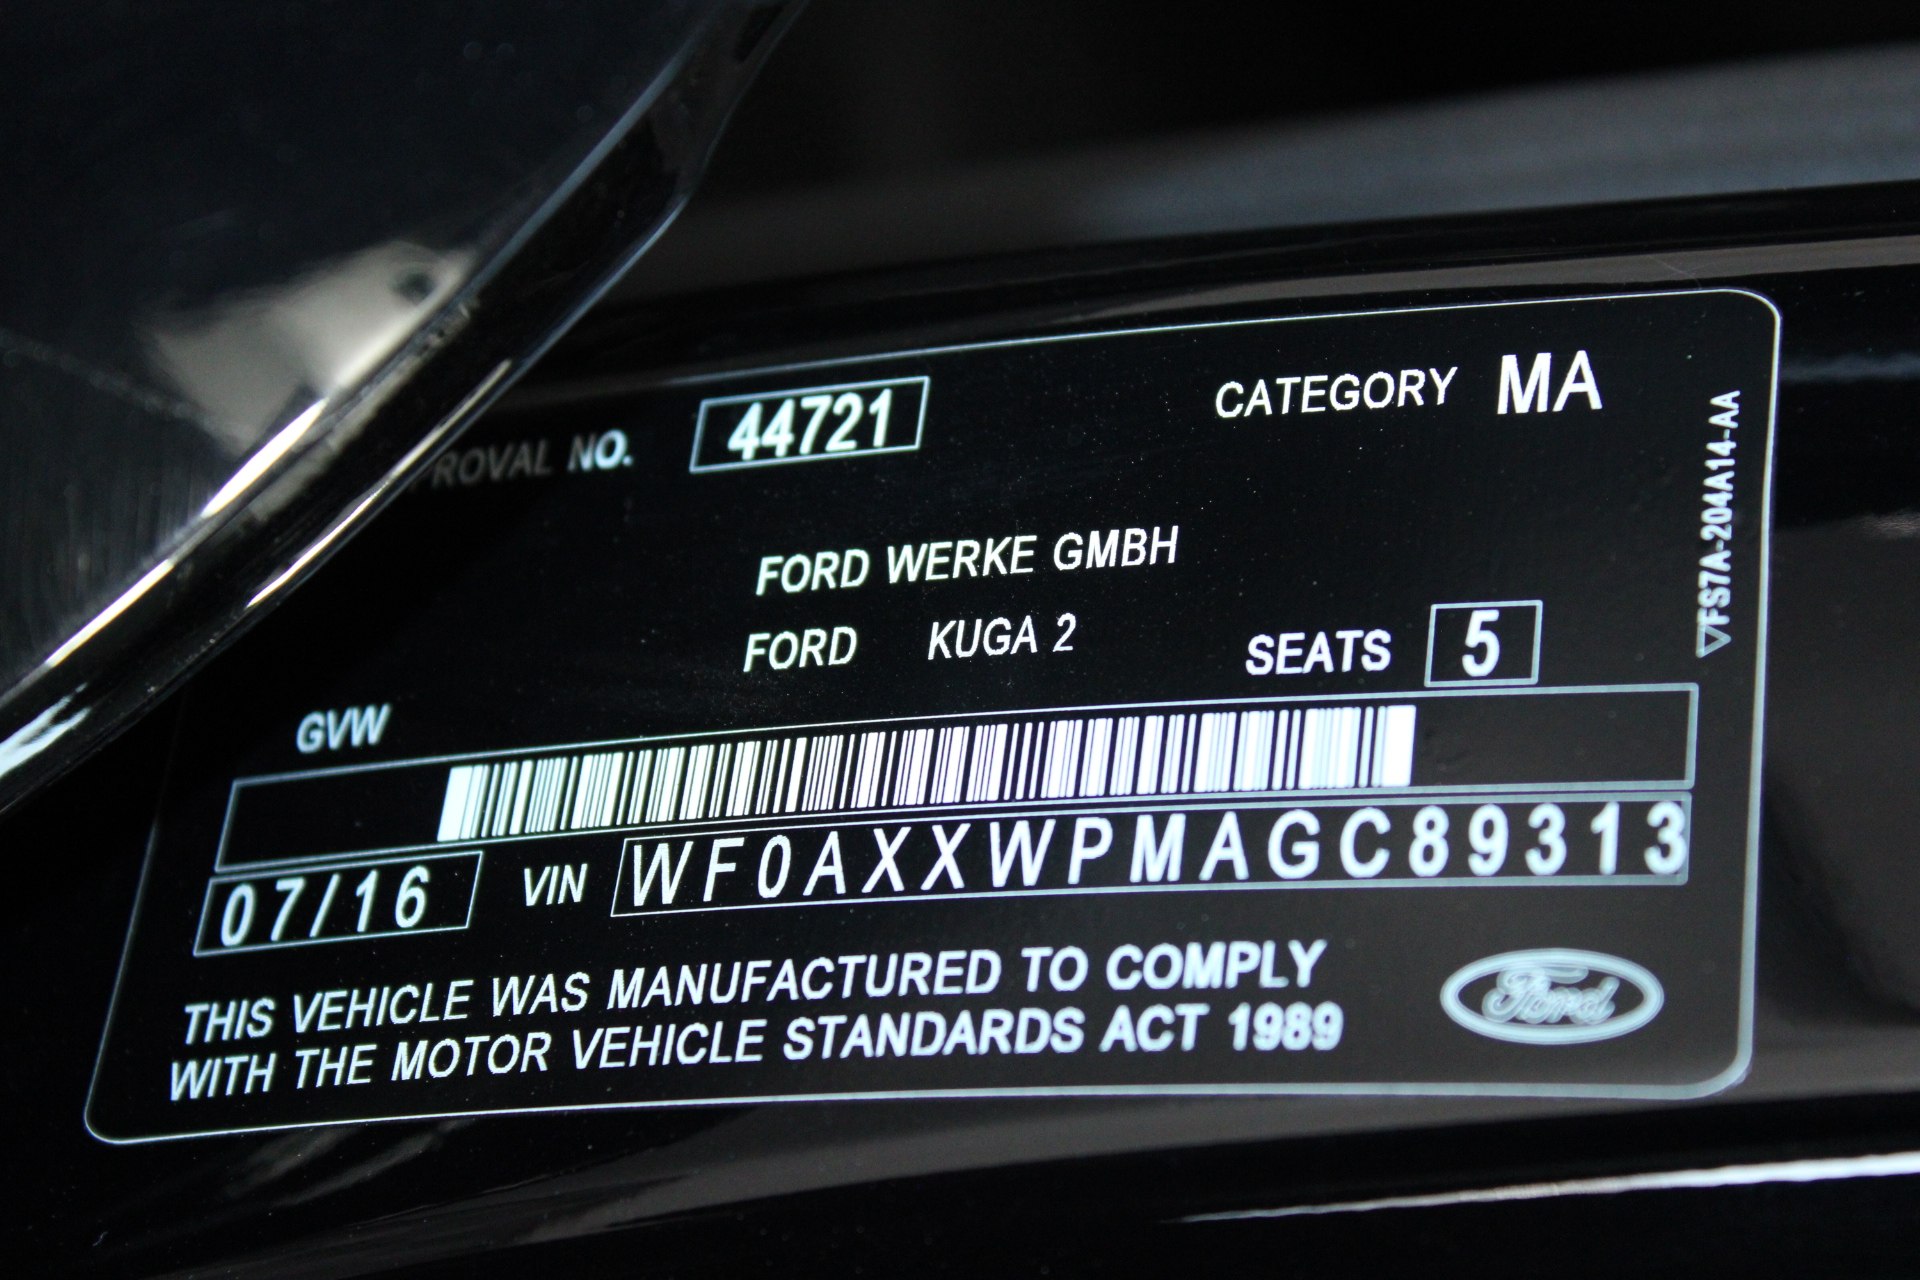 ROVAL NO. 44721 CATEGORY MA
FORD WERKE GMBH
FORD KUGA 2 SEATS 5
GVW
07/16 VIN WF0AXXWPMAGC89313
THIS VEHICLE WAS MANUFACTURED TO COMPLY
WITH THE MOTOR VEHICLE STANDARDS ACT 1989
Ford
▽FS7A-204A14-AA